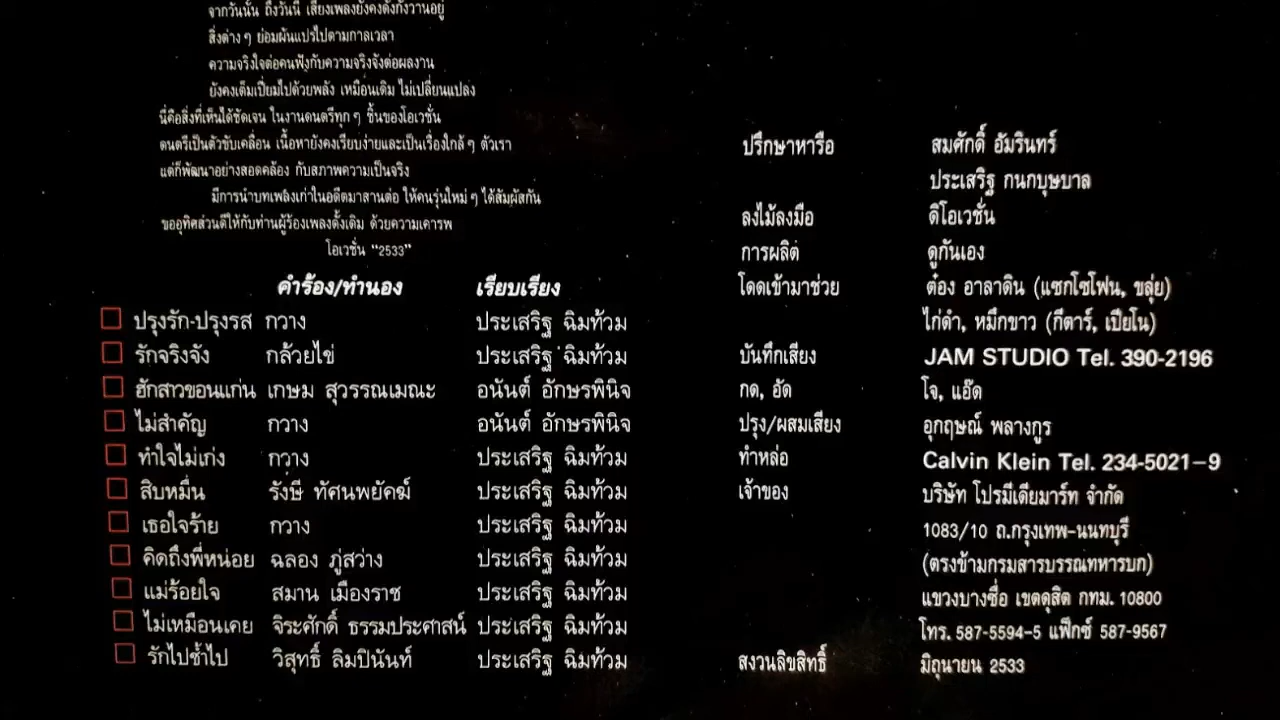 จากวันนั้น ถึงวันนี้ เสียงเพลงยังคงดังกังวานอยู่
สิ่งต่าง ๆ ย่อมผันแปรไปตามกาลเวลา
ความจริงใจต่อคนฟังกับความจริงจังต่อผลงาน
ยังคงเต็มเปี่ยมไปด้วยพลัง เหมือนเดิม ไม่เปลี่ยนแปลง
นี่คือสิ่งที่เห็นได้ชัดเจน ในงานดนตรีทุก ๆ ชิ้นของโอเวชั่น
ดนตรีเป็นตัวขับเคลื่อน เนื้อหายังคงเรียบง่ายและเป็นเรื่องใกล้ ๆ ตัวเรา
แต่ก็พัฒนาอย่างสอดคล้อง กับสภาพความเป็นจริง
มีการนำบทเพลงเก่าในอดีตมาสานต่อ ให้คนรุ่นใหม่ ๆ ได้สัมผัสกัน
ขออุทิศส่วนดีให้กับท่านผู้ร้องเพลงดั้งเดิม ด้วยความเคารพ
โอเวชั่น "2533"
คำร้อง/ทำนอง เรียบเรียง
ปรุงรัก-ปรุงรส กวาง ประเสริฐ ฉิมท้วม
รักจริงจัง กล้วยไข่ ประเสริฐ ฉิมท้วม
ฮักสาวขอนแก่น เกษม สุวรรณเมณะ อนันต์ อักษรพินิจ
ไม่สำคัญ กวาง อนันต์ อักษรพินิจ
ทำใจไม่เก่ง กวาง ประเสริฐ ฉิมท้วม
สิบหมื่น รังษี ทัศนพยัคฆ์ ประเสริฐ ฉิมท้วม
เธอใจร้าย กวาง ประเสริฐ ฉิมท้วม
คิดถึงพี่หน่อย ฉลอง ภู่สว่าง ประเสริฐ ฉิมท้วม
แม่ร้อยใจ สมาน เมืองราช ประเสริฐ ฉิมท้วม
ไม่เหมือนเคย จิระศักดิ์ ธรรมประศาสน์ ประเสริฐ ฉิมท้วม
รักไปช้ำไป วิสุทธิ์ ลิมปินันท์ ประเสริฐ ฉิมท้วม
ปรึกษาหารือ สมศักดิ์ อัมรินทร์
ประเสริฐ กนกบุษบาล
ลงไม้ลงมือ ดิโอเวชั่น
การผลิต ดูกันเอง
โดดเข้ามาช่วย ต๋อง อาลาดิน (แซกโซโฟน, ขลุ่ย)
ไก่ดำ, หมึกขาว (กีตาร์, เปียโน)
บันทึกเสียง JAM STUDIO Tel. 390-2196
กด, อัด โจ, แอ๊ด
ปรุง/ผสมเสียง อุกฤษณ์ พลางกูร
ทำหล่อ Calvin Klein Tel. 234-5021-9
เจ้าของ บริษัท โปรมีเดียมาร์ท จำกัด
1083/10 ถ.กรุงเทพ-นนทบุรี
(ตรงข้ามกรมสารบรรณทหารบก)
แขวงบางซื่อ เขตดุสิต กทม. 10800
โทร. 587-5594-5 แฟ็กซ์ 587-9567
สงวนลิขสิทธิ์ มิถุนายน 2533